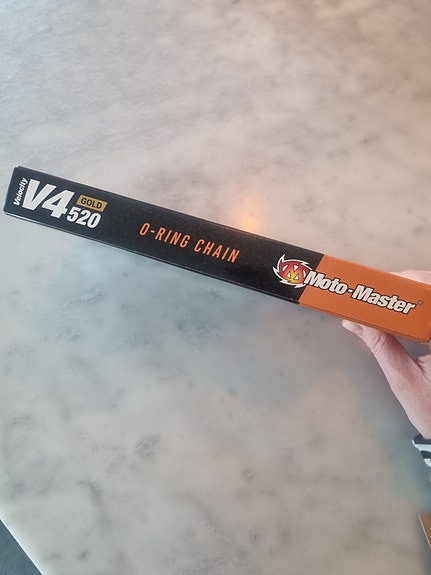 Velocity
V4 GOLD
520
O-RING CHAIN
Moto-Master